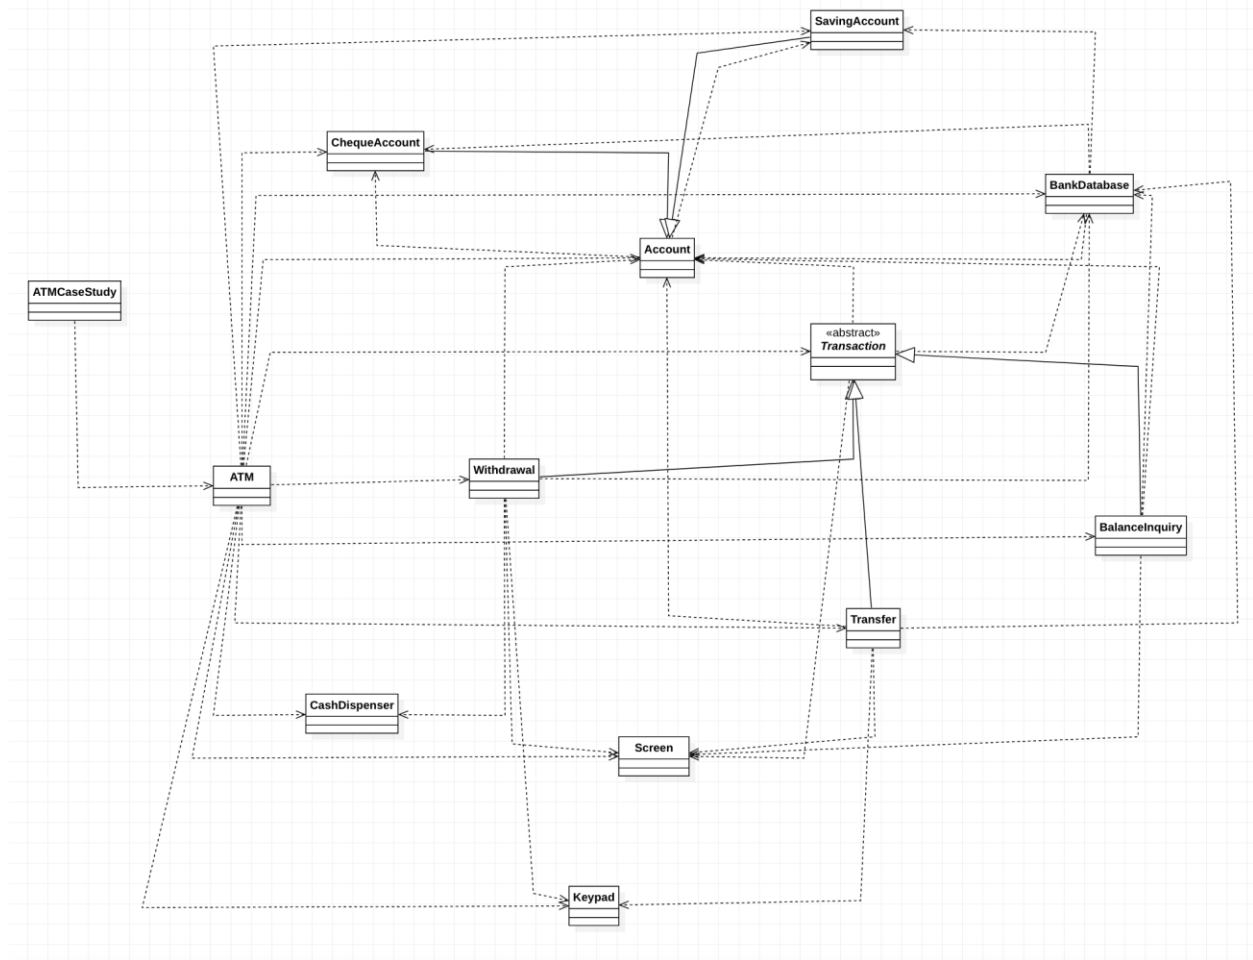 SavingAccount
ChequeAccount
BankDatabase
Account
ATMCaseStudy
«abstract»
Transaction
Withdrawal
ATM
BalanceInquiry
Transfer
CashDispenser
Screen
Keypad